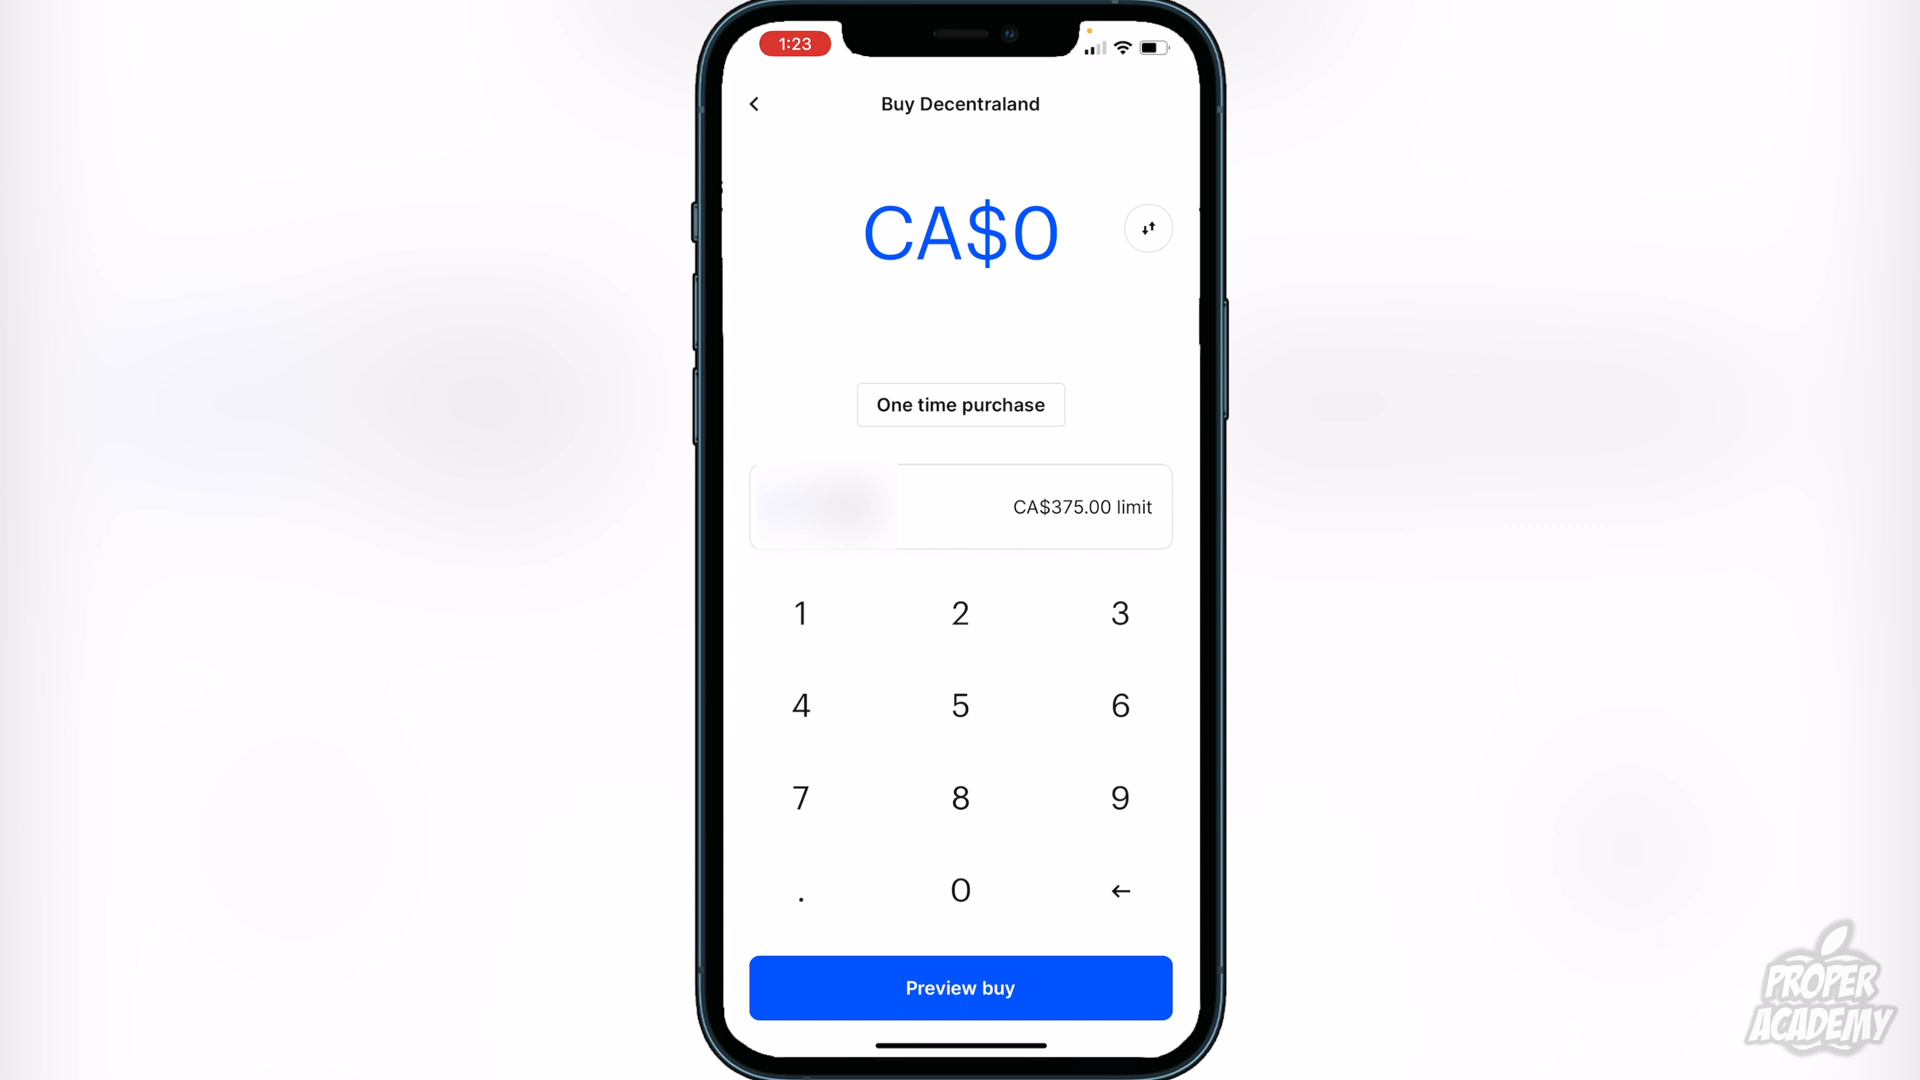 1:23
Buy Decentraland
CA$0
One time purchase
CA$375.00 limit
1 2 3
4 5 6
7 8 9
. 0
Preview buy
PROPER
ACADEMY